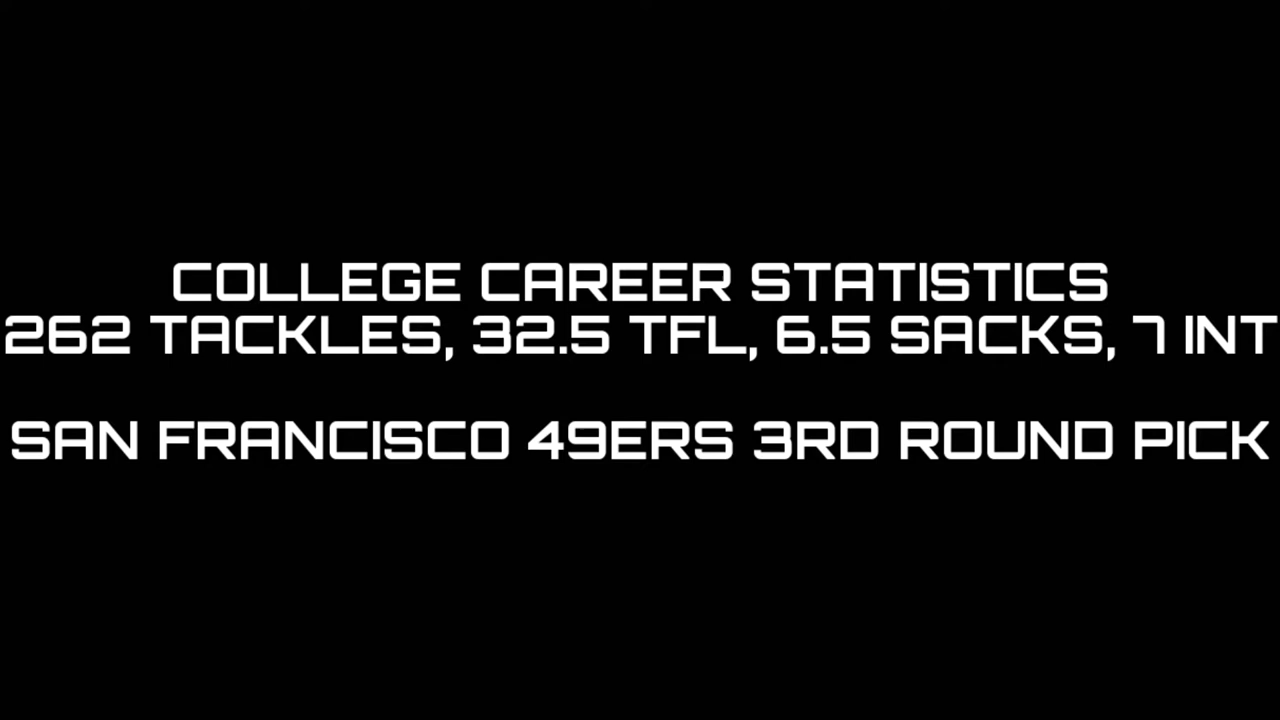 COLLEGE CAREER STATISTICS
262 TACKLES, 32.5 TFL, 6.5 SACKS, 7 INT
SAN FRANCISCO 49ERS 3RD ROUND PICK